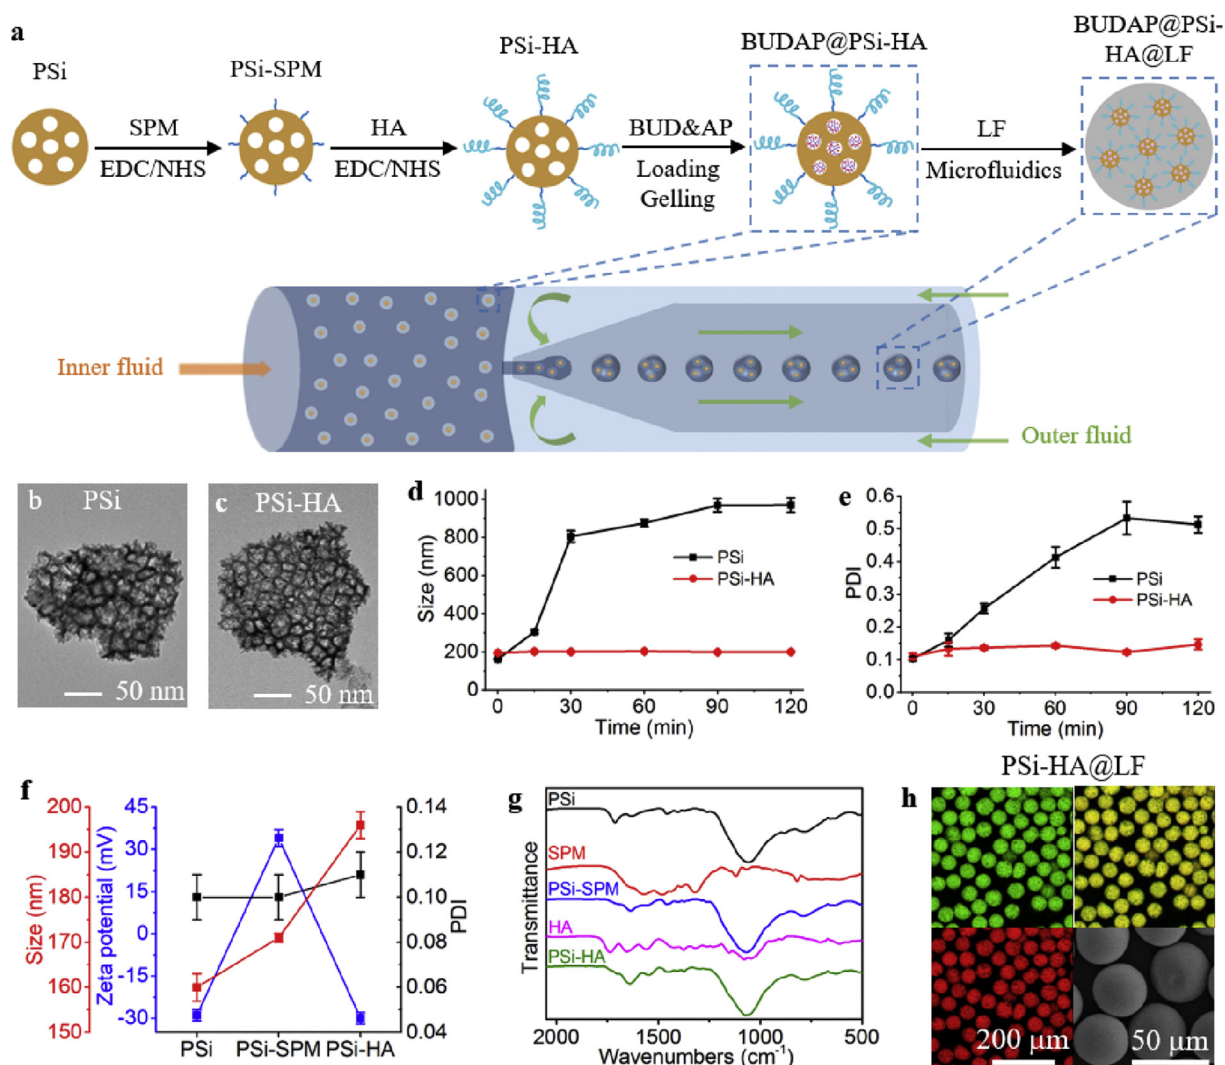 a
PSi
PSi-SPM
PSi-HA
BUDAP@PSi-HA
BUDAP@PSi-
HA@LF
SPM
EDC/NHS
HA
EDC/NHS
BUD&AP
Loading
Gelling
LF
Microfluidics
Inner fluid
Outer fluid
b
PSi
50 nm
c
PSi-HA
50 nm
d
1000
800
600
400
200
0
Size (nm)
PSi
PSi-HA
0 30 60 90 120
Time (min)
e
0.6
0.5
0.4
0.3
0.2
0.1
0.0
PDI
PSi
PSi-HA
0 30 60 90 120
Time (min)
f
200
190
180
170
160
150
Size (nm)
45
30
15
0
-15
-30
Zeta potential (mV)
0.14
0.12
0.10
0.08
0.06
0.04
PDI
PSi PSi-SPM PSi-HA
g
PSi
SPM
PSi-SPM
HA
PSi-HA
Transmittance
2000 1500 1000 500
Wavenumbers (cm⁻¹)
h
PSi-HA@LF
200 μm
50 μm